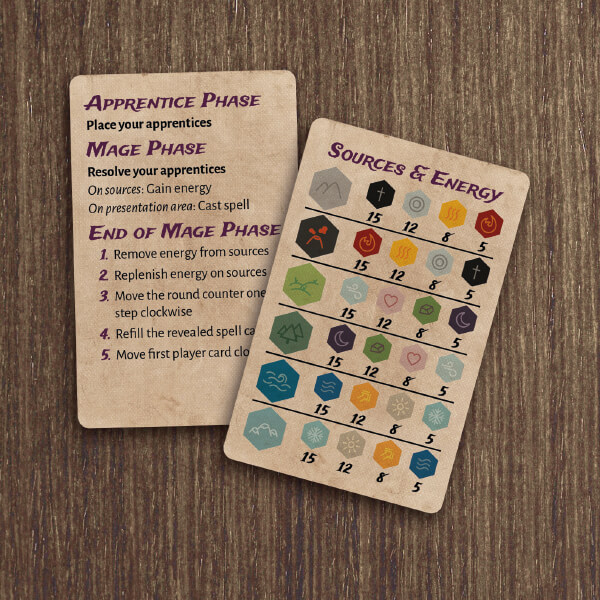 APPRENTICE PHASE
Place your apprentices
MAGE PHASE
Resolve your apprentices
On sources: Gain energy
On presentation area: Cast spell
END OF MAGE PHASE
1. Remove energy from sources
2. Replenish energy on sources
3. Move the round counter one
step clockwise
4. Refill the revealed spell
5. Move first player card
SOURCES & ENERGY
15 12 8 5
15 12 8 5
15 12 8 5
15 12 8 5
15 12 8 5
15 12 8 5